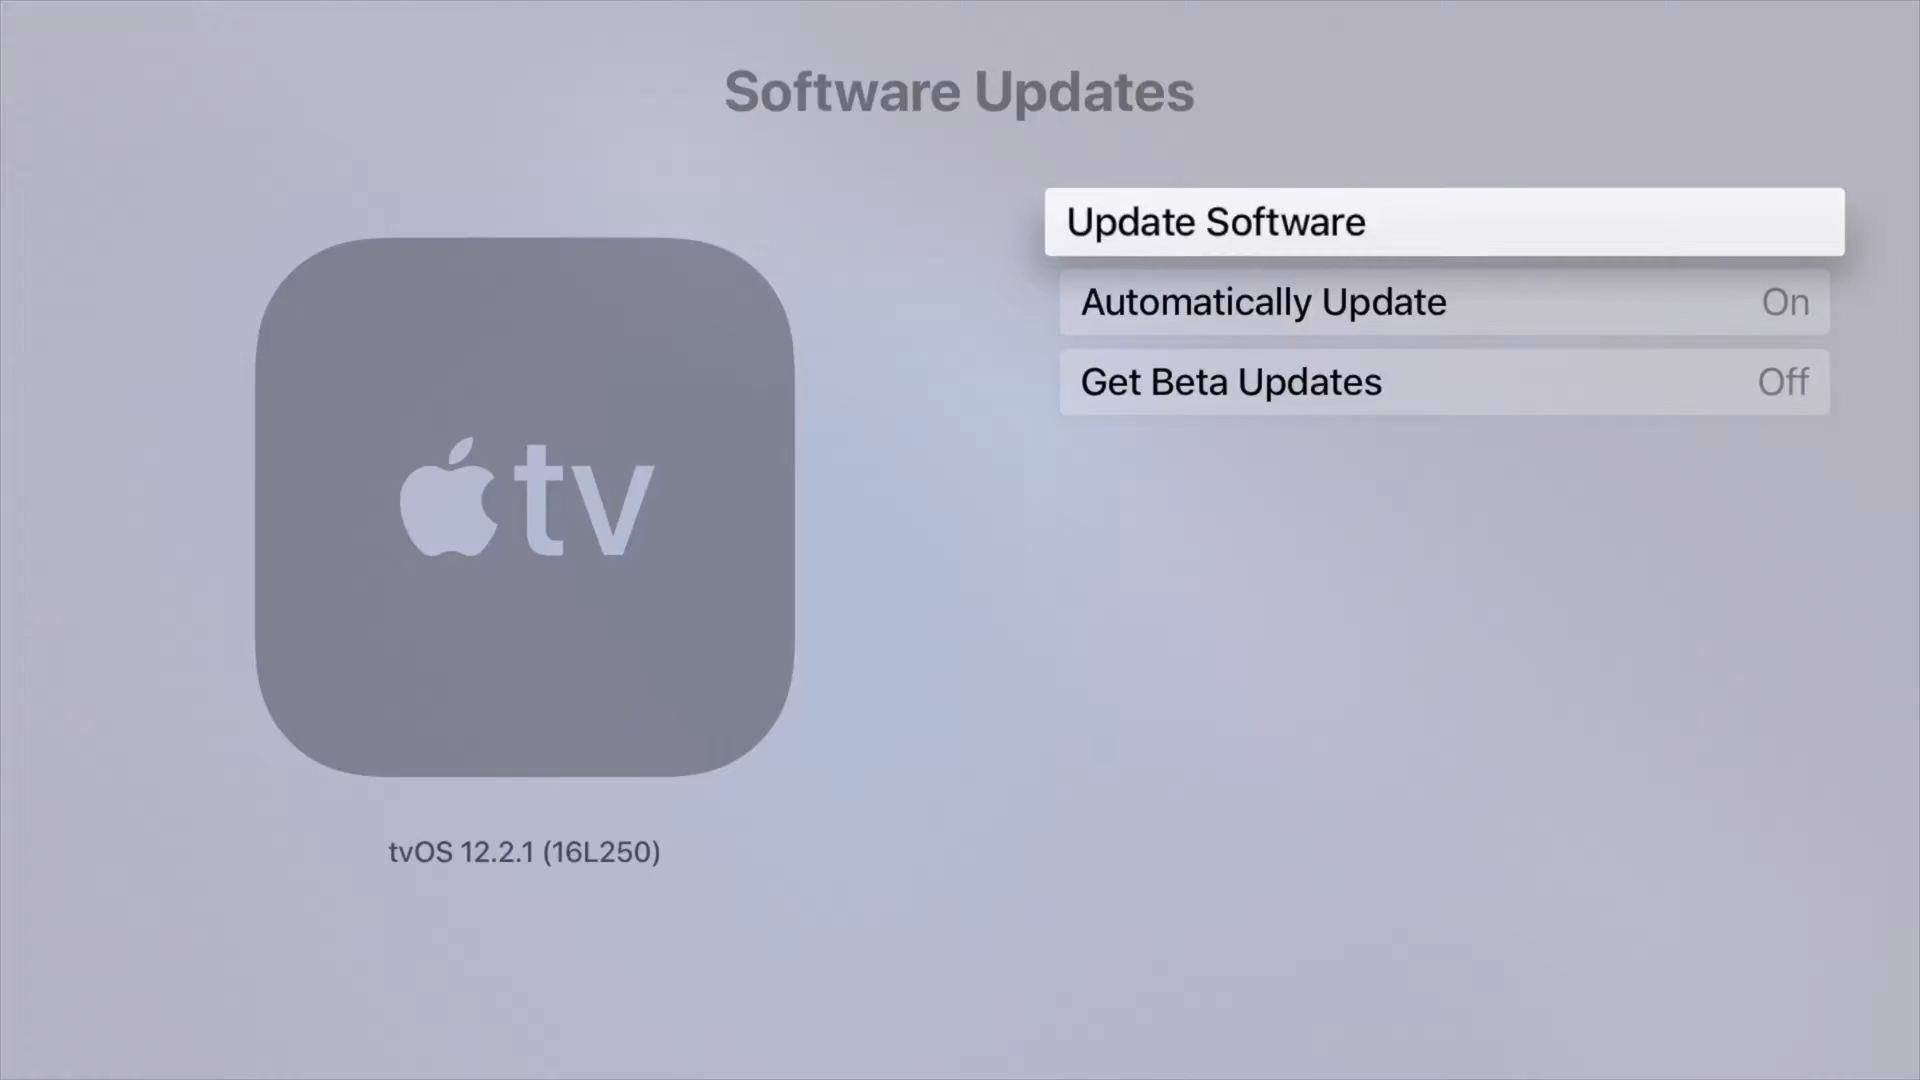 Software Updates
Update Software
Automatically Update On
Get Beta Updates Off
tv
tvOS 12.2.1 (16L250)